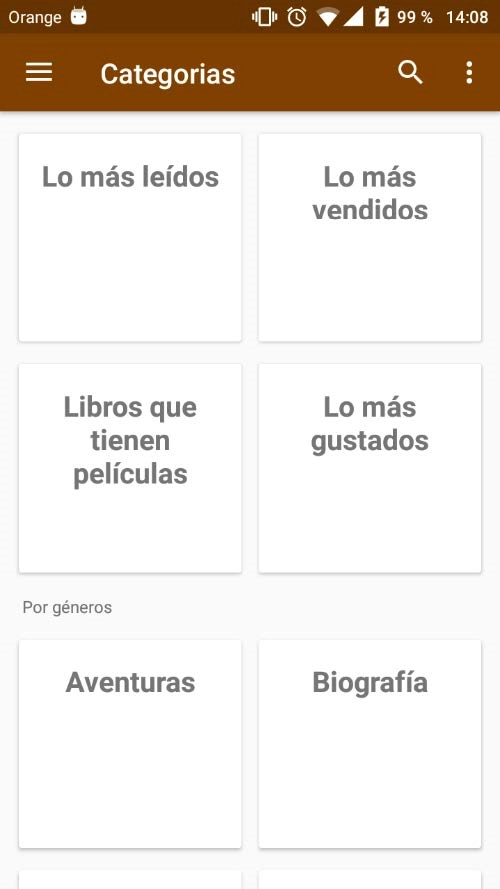 Orange 99 % 14:08
Categorias
Lo más leídos
Lo más
vendidos
Libros que
tienen
películas
Lo más
gustados
Por géneros
Aventuras
Biografía